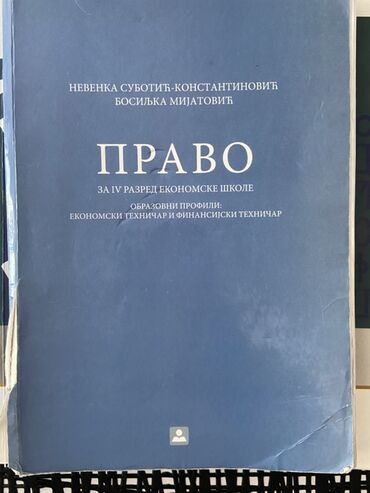 НЕВЕНКА СУБОТИЋ-КОНСТАНТИНОВИЋ
БОСИЉКА МИЈАТОВИЋ
ПРАВО
ЗА IV РАЗРЕД ЕКОНОМСКЕ ШКОЛЕ
ОБРАЗОВНИ ПРОФИЛИ:
ЕКОНОМСКИ ТЕХНИЧАР И ФИНАНСИЈСКИ ТЕХНИЧАР